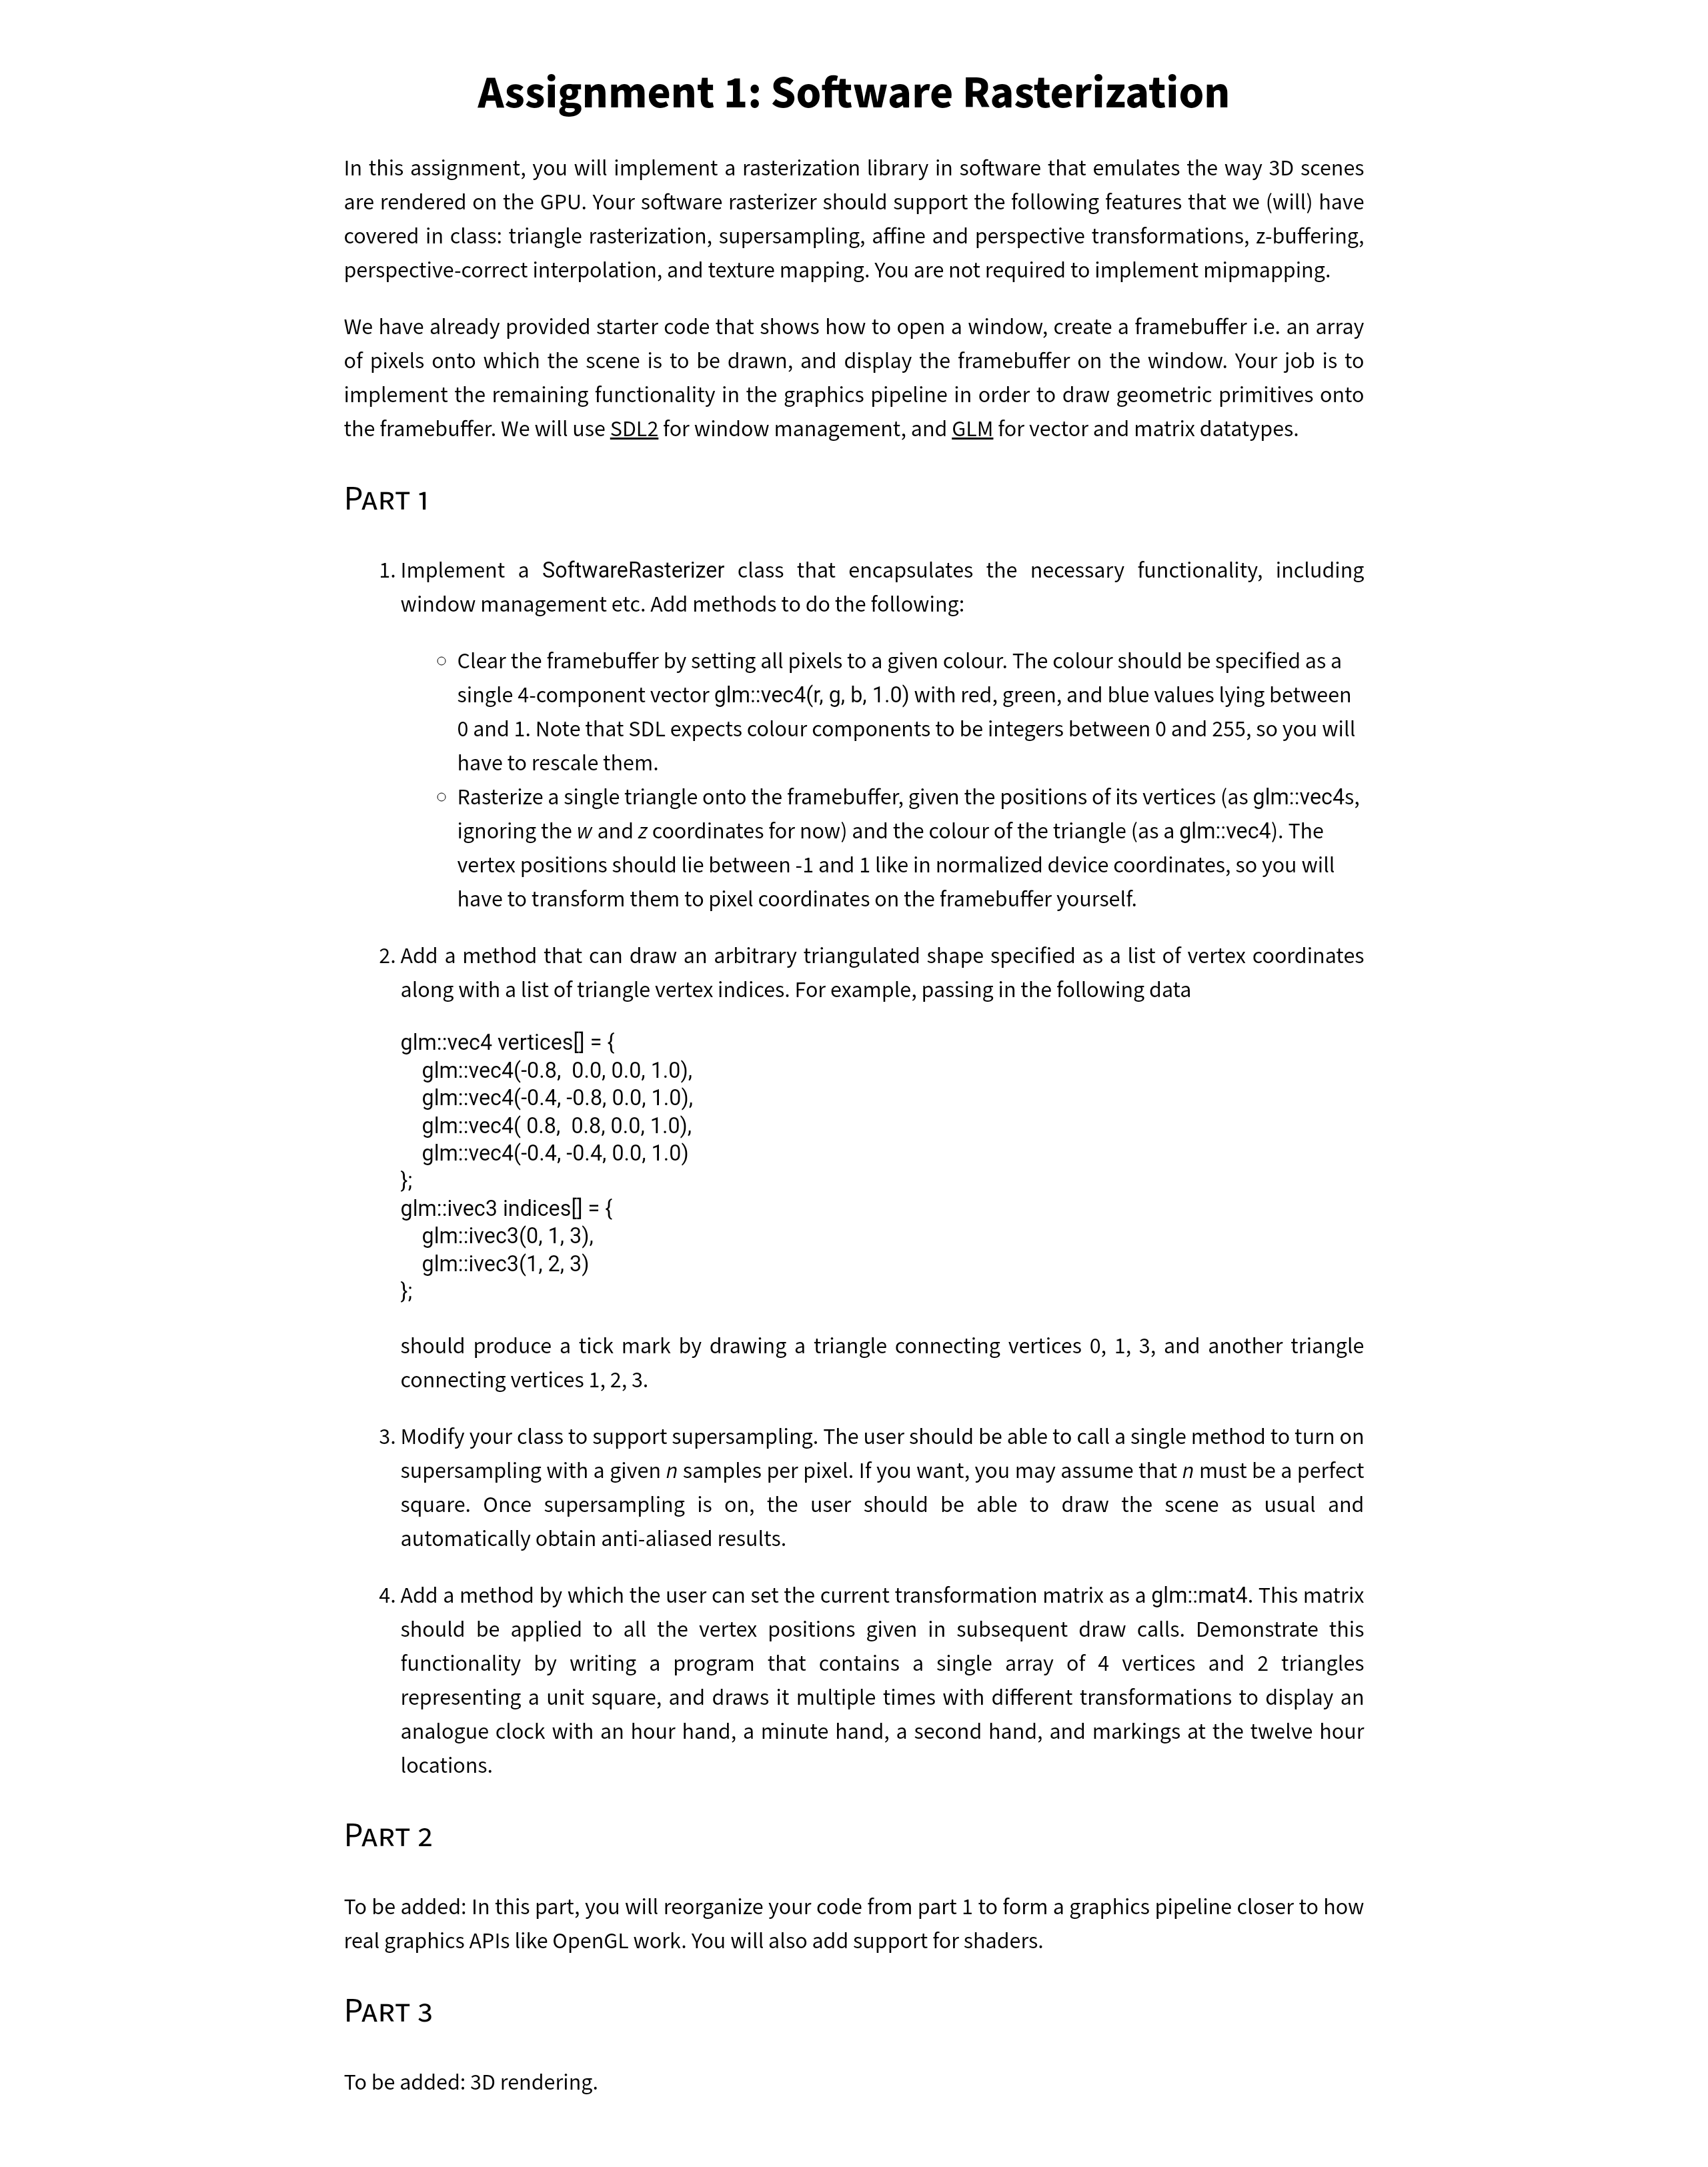 Assignment 1: Software Rasterization
In this assignment, you will implement a rasterization library in software that emulates the way 3D scenes
are rendered on the GPU. Your software rasterizer should support the following features that we (will) have
covered in class: triangle rasterization, supersampling, affine and perspective transformations, z-buffering,
perspective-correct interpolation, and texture mapping. You are not required to implement mipmapping.
We have already provided starter code that shows how to open a window, create a framebuffer i.e. an array
of pixels onto which the scene is to be drawn, and display the framebuffer on the window. Your job is to
implement the remaining functionality in the graphics pipeline in order to draw geometric primitives onto
the framebuffer. We will use SDL2 for window management, and GLM for vector and matrix datatypes.
PART 1
1. Implement a SoftwareRasterizer class that encapsulates the necessary functionality, including
window management etc. Add methods to do the following:
○ Clear the framebuffer by setting all pixels to a given colour. The colour should be specified as a
single 4-component vector glm::vec4(r, g, b, 1.0) with red, green, and blue values lying between
0 and 1. Note that SDL expects colour components to be integers between 0 and 255, so you will
have to rescale them.
○ Rasterize a single triangle onto the framebuffer, given the positions of its vertices (as glm::vec4s,
ignoring the w and z coordinates for now) and the colour of the triangle (as a glm::vec4). The
vertex positions should lie between -1 and 1 like in normalized device coordinates, so you will
have to transform them to pixel coordinates on the framebuffer yourself.
2. Add a method that can draw an arbitrary triangulated shape specified as a list of vertex coordinates
along with a list of triangle vertex indices. For example, passing in the following data
glm::vec4 vertices[] = {
    glm::vec4(-0.8,  0.0, 0.0, 1.0),
    glm::vec4(-0.4, -0.8, 0.0, 1.0),
    glm::vec4( 0.8,  0.8, 0.0, 1.0),
    glm::vec4(-0.4, -0.4, 0.0, 1.0)
};
glm::ivec3 indices[] = {
    glm::ivec3(0, 1, 3),
    glm::ivec3(1, 2, 3)
};
should produce a tick mark by drawing a triangle connecting vertices 0, 1, 3, and another triangle
connecting vertices 1, 2, 3.
3. Modify your class to support supersampling. The user should be able to call a single method to turn on
supersampling with a given n samples per pixel. If you want, you may assume that n must be a perfect
square. Once supersampling is on, the user should be able to draw the scene as usual and
automatically obtain anti-aliased results.
4. Add a method by which the user can set the current transformation matrix as a glm::mat4. This matrix
should be applied to all the vertex positions given in subsequent draw calls. Demonstrate this
functionality by writing a program that contains a single array of 4 vertices and 2 triangles
representing a unit square, and draws it multiple times with different transformations to display an
analogue clock with an hour hand, a minute hand, a second hand, and markings at the twelve hour
locations.
PART 2
To be added: In this part, you will reorganize your code from part 1 to form a graphics pipeline closer to how
real graphics APIs like OpenGL work. You will also add support for shaders.
PART 3
To be added: 3D rendering.